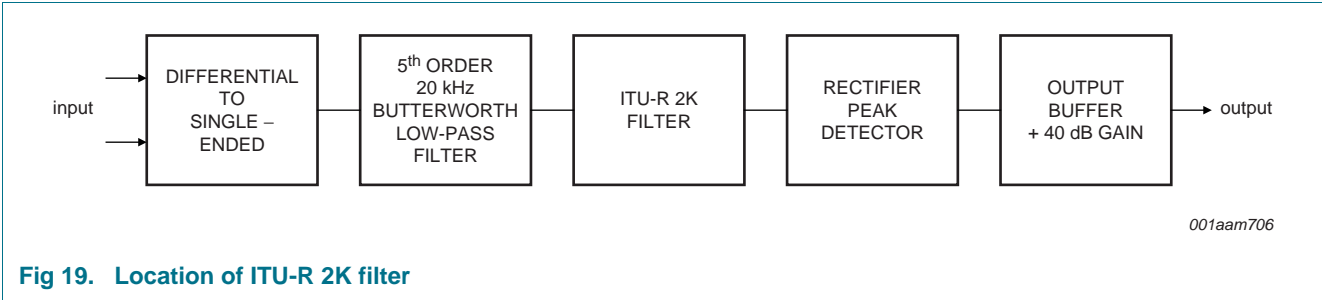 input
DIFFERENTIAL
TO
SINGLE –
ENDED
5th ORDER
20 kHz
BUTTERWORTH
LOW-PASS
FILTER
ITU-R 2K
FILTER
RECTIFIER
PEAK
DETECTOR
OUTPUT
BUFFER
+ 40 dB GAIN
output
001aam706
Fig 19. Location of ITU-R 2K filter